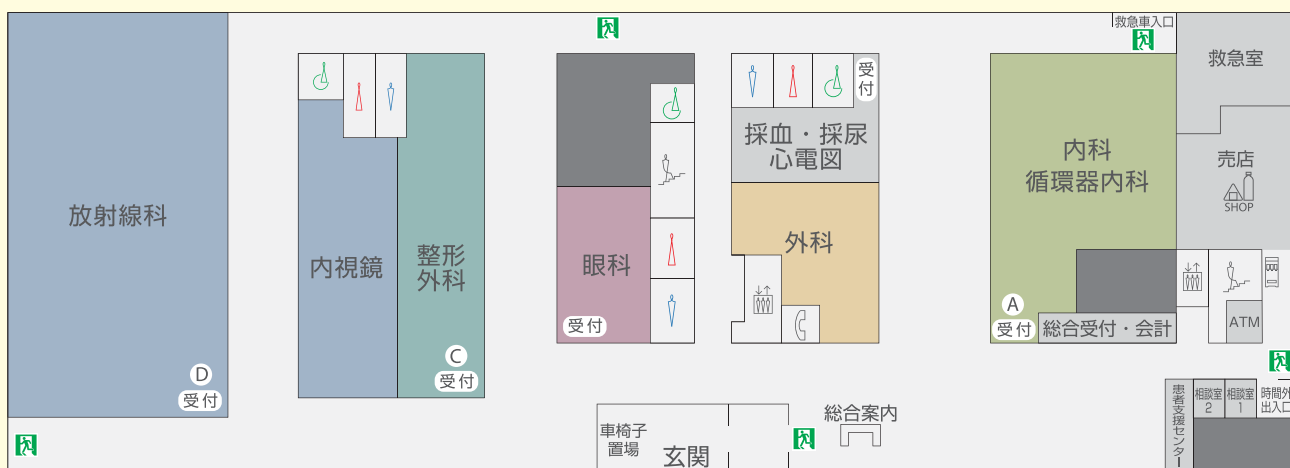 救急車入口
救急室
受
付
採血・採尿
心電図
内科
循環器内科
売店
SHOP
放射線科
内視鏡
整形
外科
眼科
外科
受付
A
受付
総合受付・会計
ATM
D
受付
C
受付
車椅子
置場
玄関
総合案内
患者支援センター
相談室
2
相談室
1
時間外
出入口